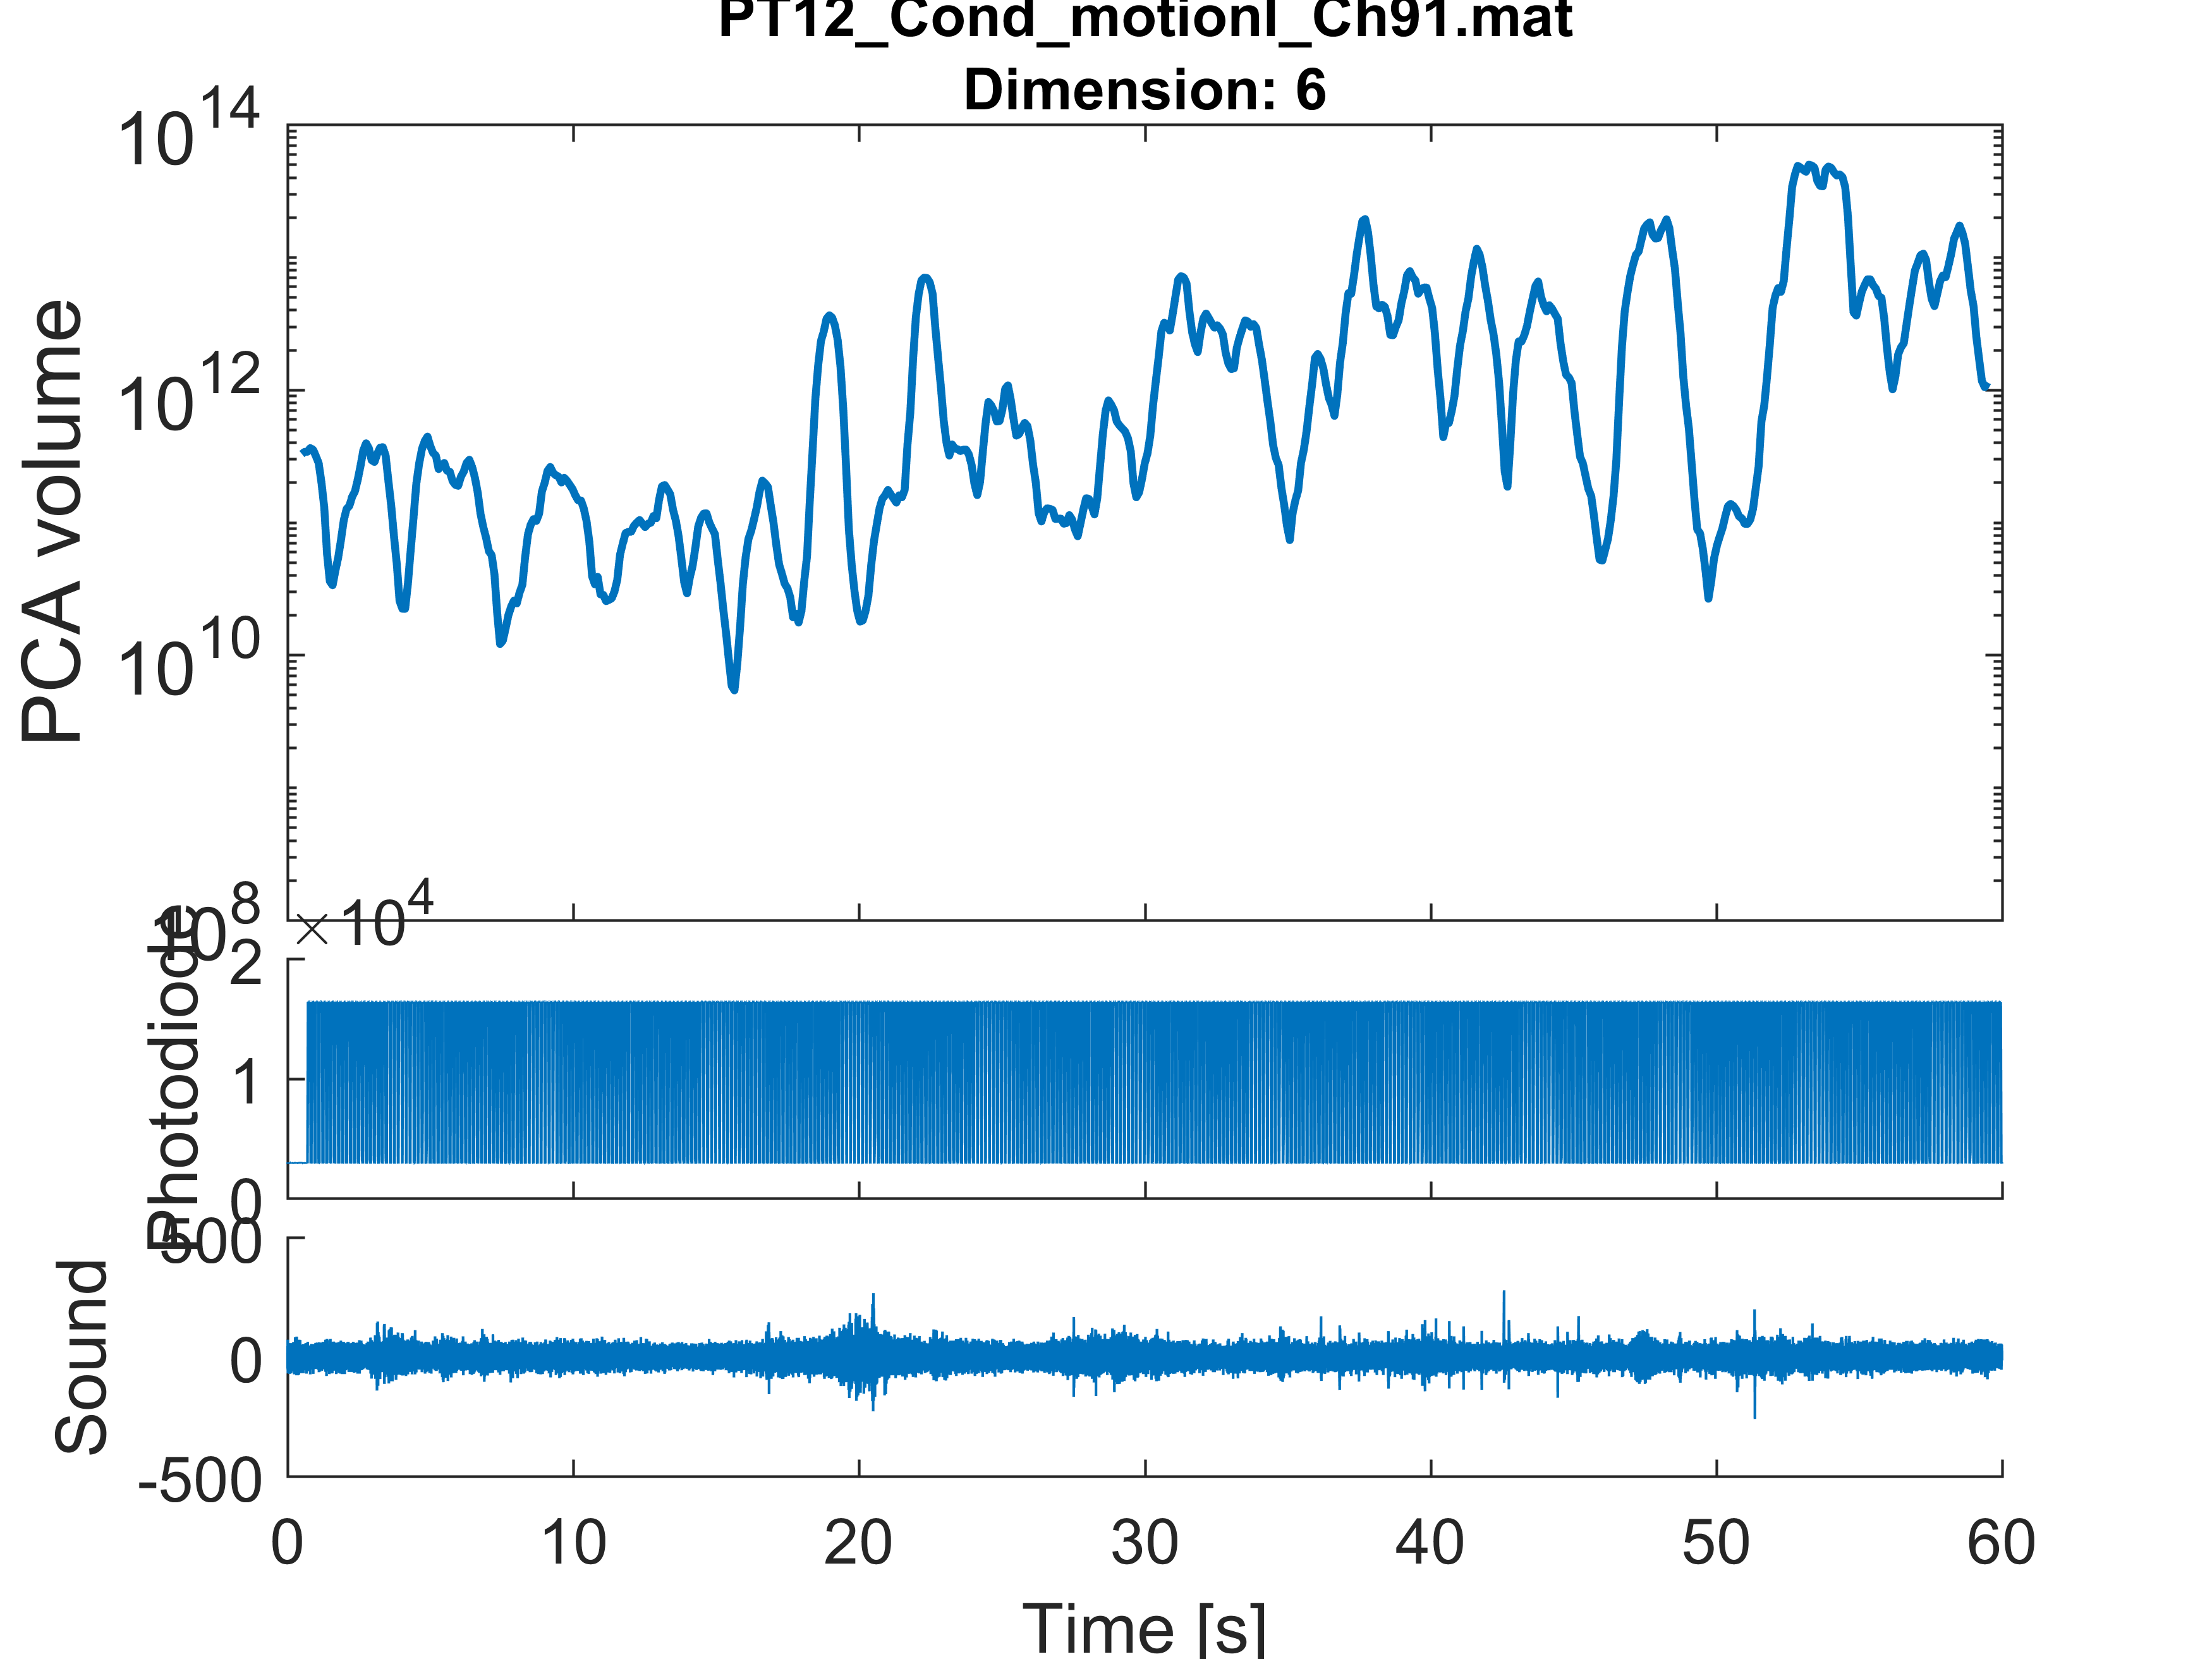 PT12_Cond_motionI_Ch91.mat
Dimension: 6
PCA volume
10^14
10^12
10^10
10^8
×10^4
Photodiode
2
1
0
Sound
500
0
-500
0 10 20 30 40 50 60
Time [s]